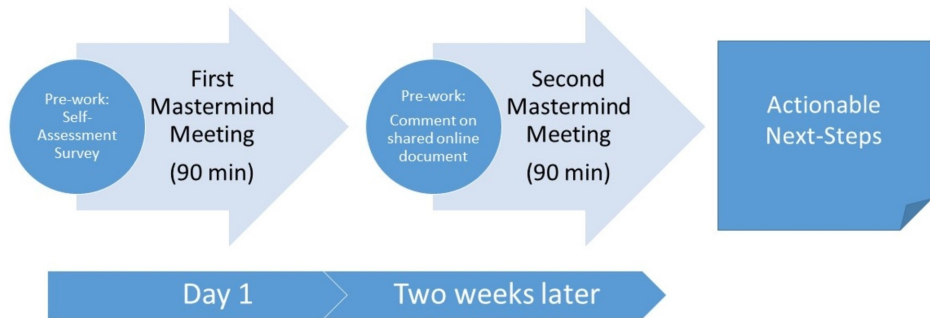 Pre-work:
Self-
Assessment
Survey
First
Mastermind
Meeting
(90 min)
Pre-work:
Comment on
shared online
document
Second
Mastermind
Meeting
(90 min)
Actionable
Next-Steps
Day 1
Two weeks later